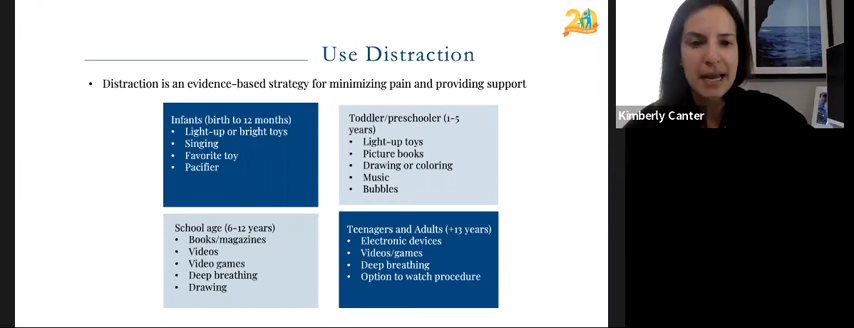 20
Use Distraction
• Distraction is an evidence-based strategy for minimizing pain and providing support
Infants (birth to 12 months)
• Light-up or bright toys
• Singing
• Favorite toy
• Pacifier
Toddler/preschooler (1-5
years)
• Light-up toys
• Picture books
• Drawing or coloring
• Music
• Bubbles
School age (6-12 years)
• Books/magazines
• Videos
• Video games
• Deep breathing
• Drawing
Teenagers and Adults (+13 years)
• Electronic devices
• Videos/games
• Deep breathing
• Option to watch procedure
Kimberly Canter